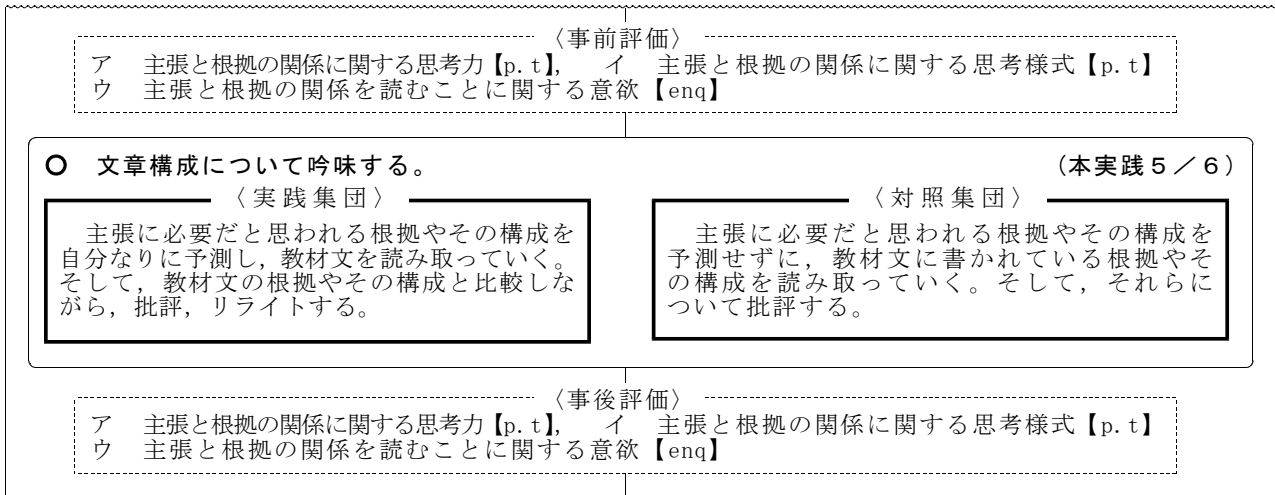 〈事前評価〉
ア 主張と根拠の関係に関する思考力【p.t】， イ 主張と根拠の関係に関する思考様式【p.t】
ウ 主張と根拠の関係を読むことに関する意欲【enq】
○ 文章構成について吟味する。 (本実践５／６)
〈実践集団〉
主張に必要だと思われる根拠やその構成を
自分なりに予測し，教材文を読み取っていく。
そして，教材文の根拠やその構成と比較しな
がら，批評，リライトする。
〈対照集団〉
主張に必要だと思われる根拠やその構成を
予測せずに，教材文に書かれている根拠やそ
の構成を読み取っていく。そして，それらに
ついて批評する。
〈事後評価〉
ア 主張と根拠の関係に関する思考力【p.t】， イ 主張と根拠の関係に関する思考様式【p.t】
ウ 主張と根拠の関係を読むことに関する意欲【enq】